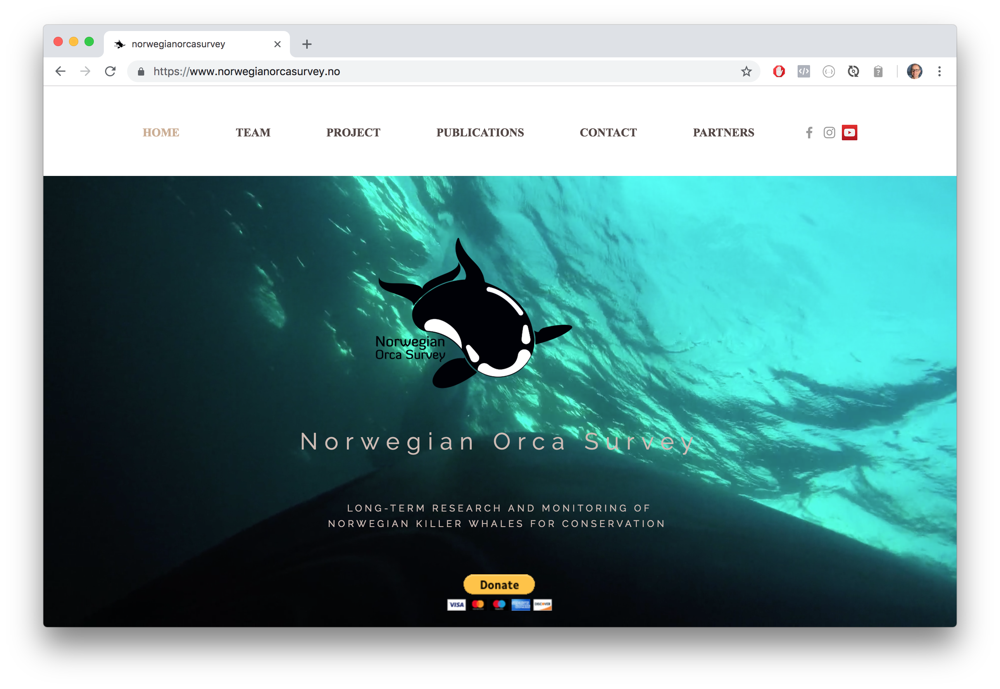 norwegianorcasurvey
https://www.norwegianorcasurvey.no
HOME TEAM PROJECT PUBLICATIONS CONTACT PARTNERS
Norwegian
Orca Survey
Norwegian Orca Survey
LONG-TERM RESEARCH AND MONITORING OF
NORWEGIAN KILLER WHALES FOR CONSERVATION
Donate
VISA DISCOVER